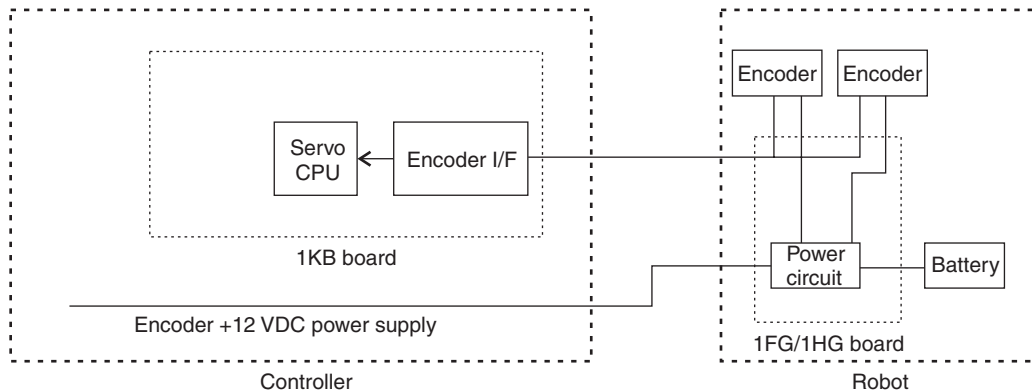 Encoder
Encoder
Servo
CPU
Encoder I/F
1KB board
Power
circuit
Battery
Encoder +12 VDC power supply
1FG/1HG board
Controller
Robot